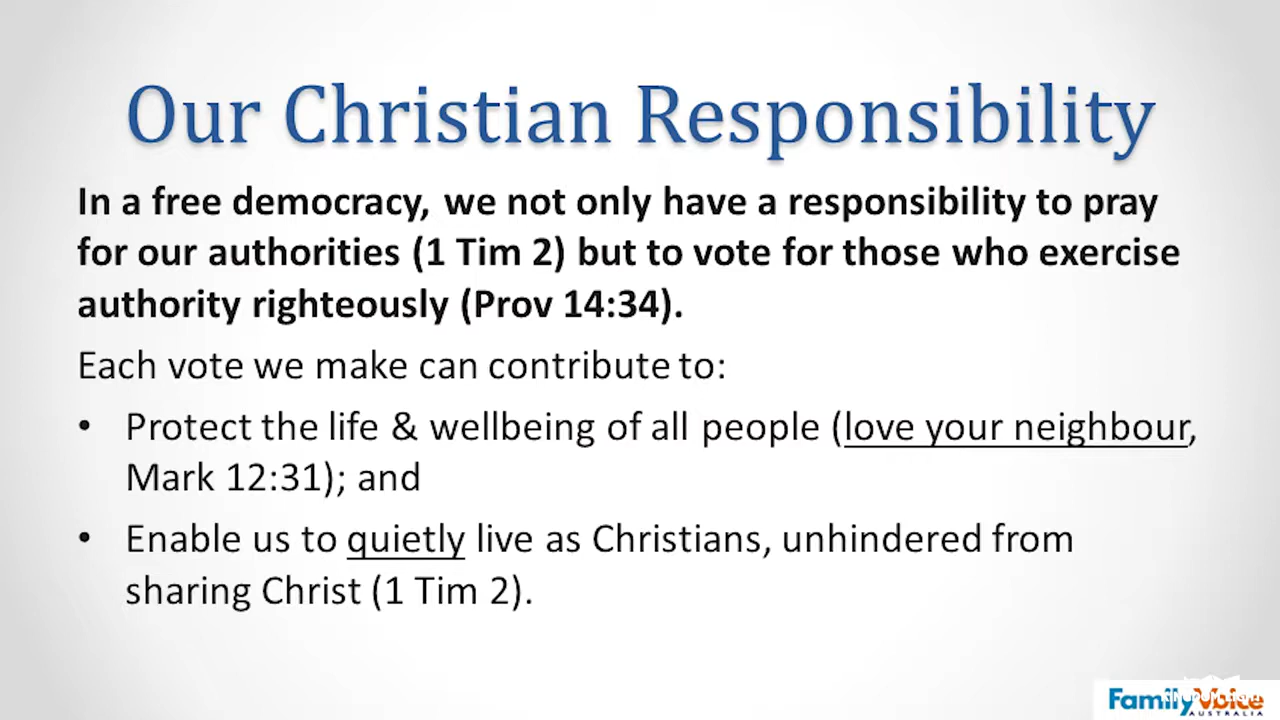 Our Christian Responsibility
In a free democracy, we not only have a responsibility to pray
for our authorities (1 Tim 2) but to vote for those who exercise
authority righteously (Prov 14:34).
Each vote we make can contribute to:
• Protect the life & wellbeing of all people (love your neighbour,
Mark 12:31); and
• Enable us to quietly live as Christians, unhindered from
sharing Christ (1 Tim 2).
FamilyVoice
AUSTRALIA